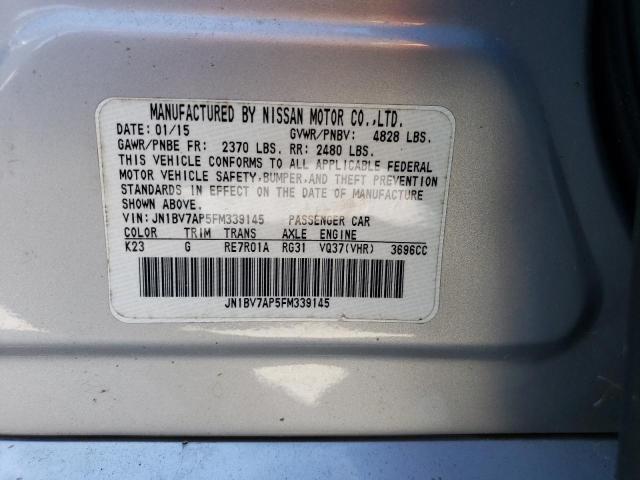 MANUFACTURED BY NISSAN MOTOR CO.,LTD.
DATE: 01/15 GVWR/PNBV: 4828 LBS.
GAWR/PNBE FR: 2370 LBS. RR: 2480 LBS.
THIS VEHICLE CONFORMS TO ALL APPLICABLE FEDERAL
MOTOR VEHICLE SAFETY,BUMPER,AND THEFT PREVENTION
STANDARDS IN EFFECT ON THE DATE OF MANUFACTURE
SHOWN ABOVE.
VIN: JN1BV7AP5FM339145 PASSENGER CAR
COLOR TRIM TRANS AXLE ENGINE
K23 G RE7R01A RG31 VQ37(VHR) 3696CC
JN1BV7AP5FM339145